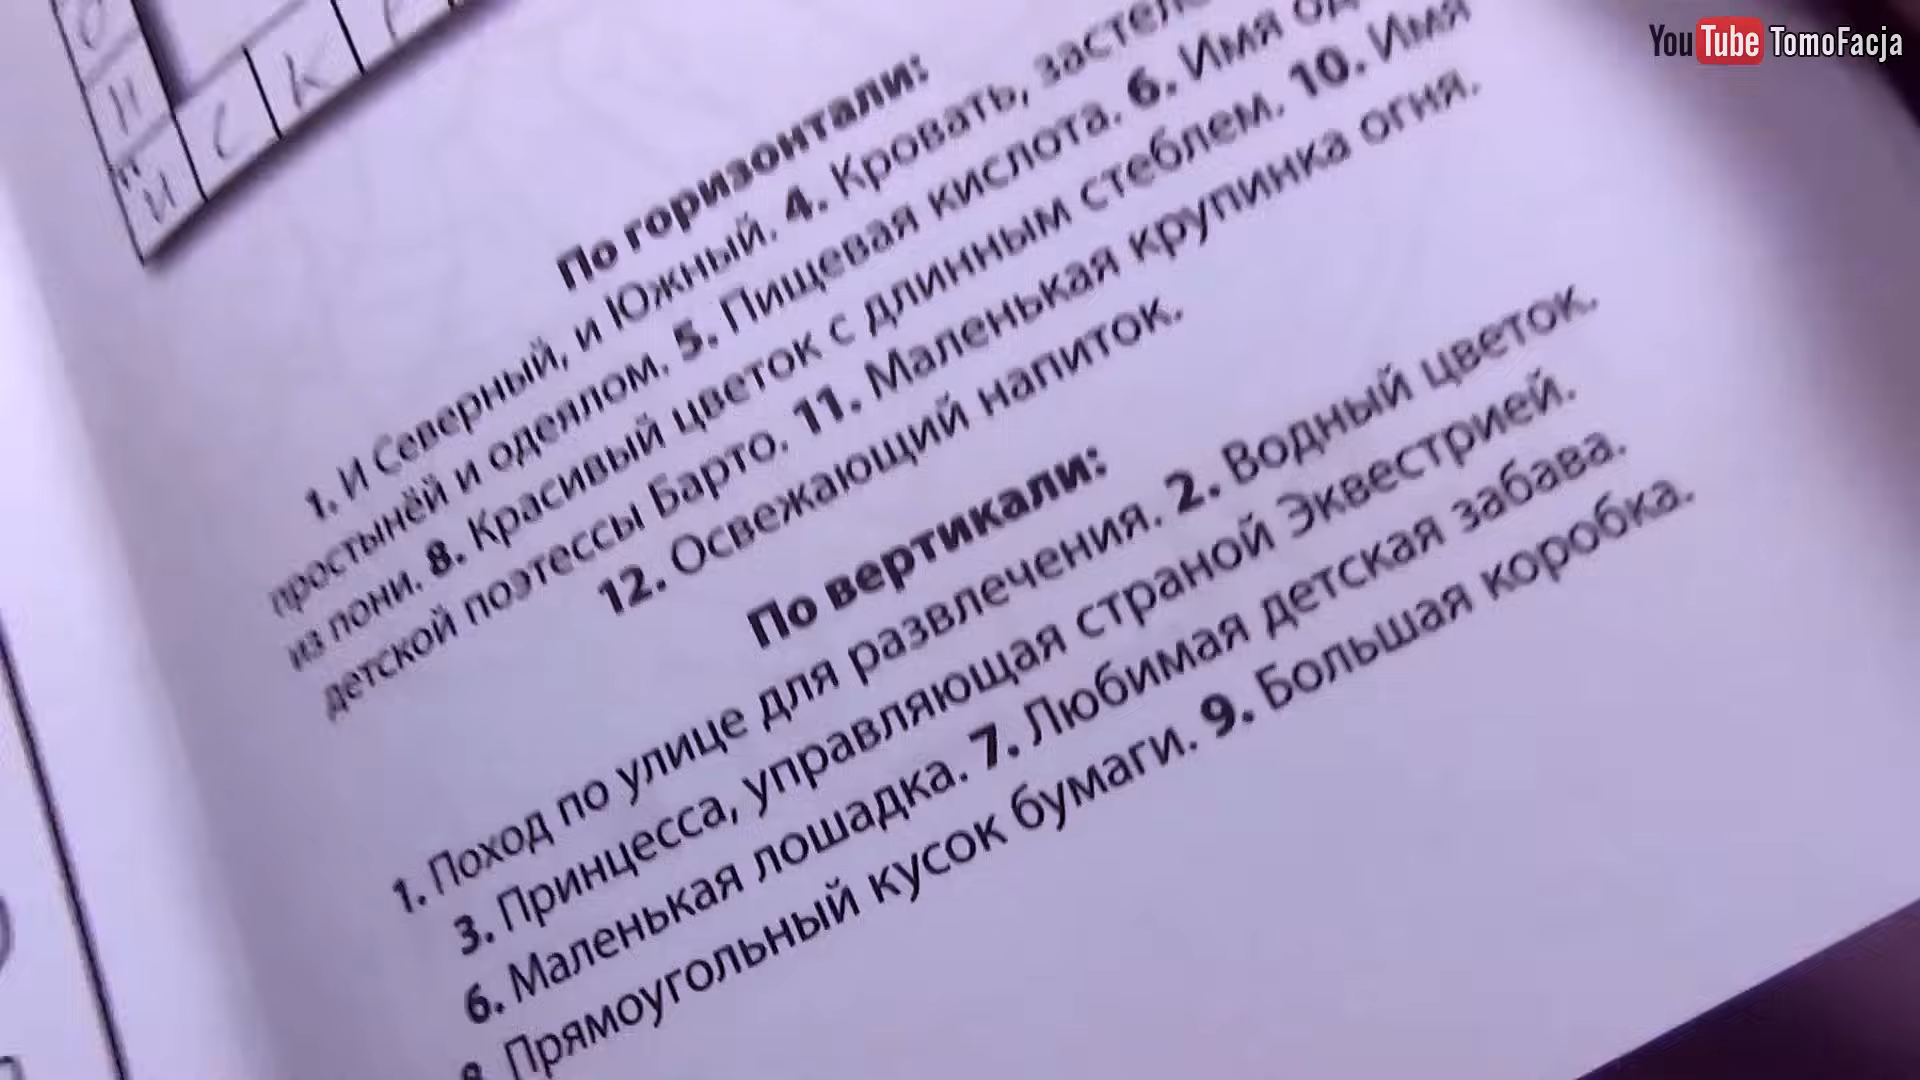 YouTube TomoFacja
По горизонтали:
1. И Северный, и Южный. 4. Кровать,
простынёй и одеялом. 5. Пищевая кислота. 6. Имя
из пони. 8. Красивый цветок с длинным стеблем. 10. Имя
детской поэтессы Барто. 11. Маленькая крупинка огня.
12. Освежающий напиток.
По вертикали:
1. Поход по улице для развлечения. 2. Водный цветок.
3. Принцесса, управляющая страной Эквестрией.
6. Маленькая лошадка. 7. Любимая детская забава.
8. Прямоугольный кусок бумаги. 9. Большая коробка.